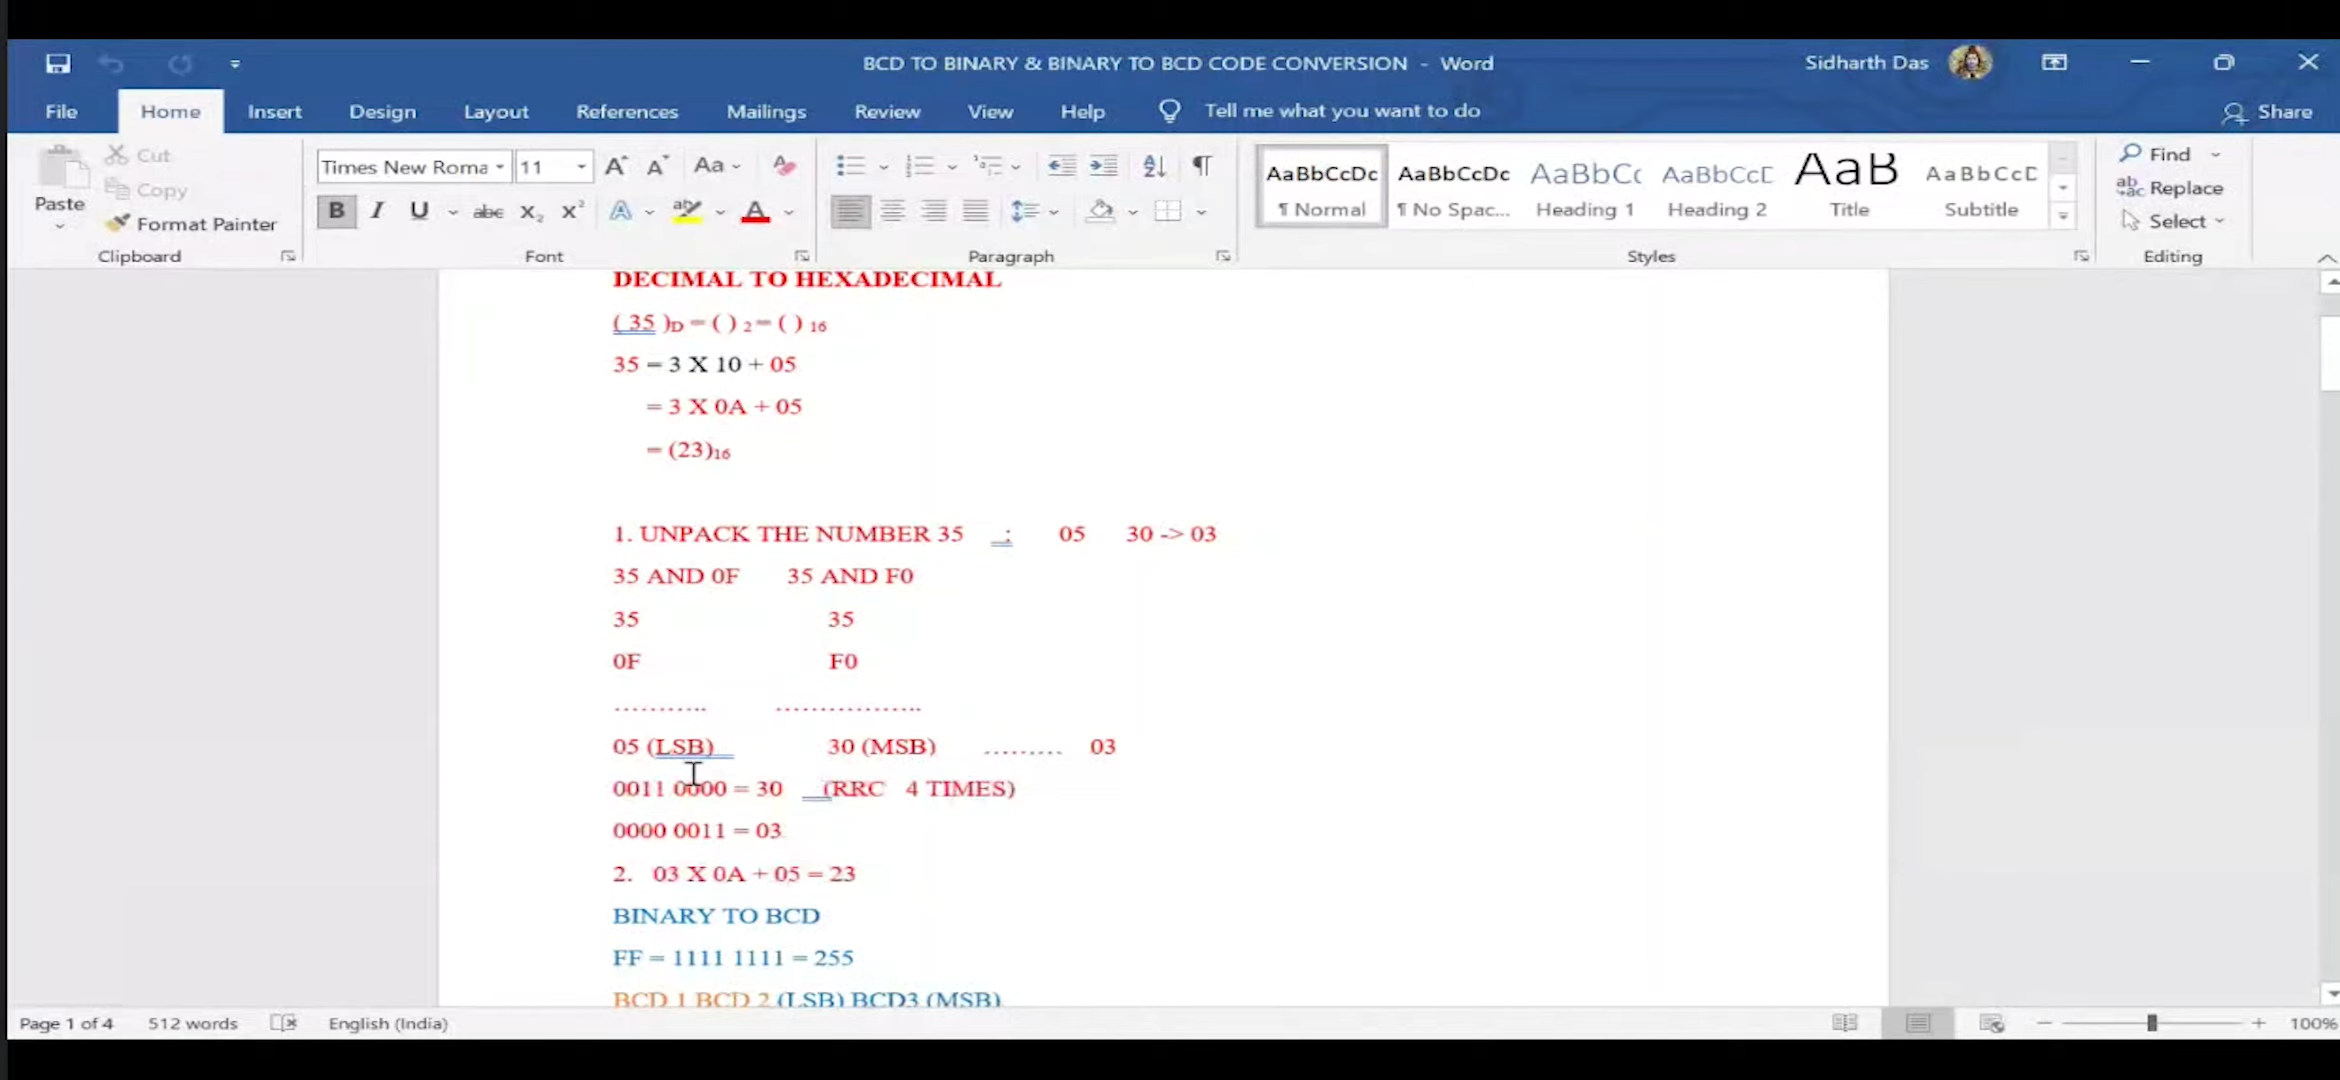 BCD TO BINARY & BINARY TO BCD CODE CONVERSION - Word
Sidharth Das
File Home Insert Design Layout References Mailings Review View Help Tell me what you want to do Share
Paste
Cut
Copy
Format Painter
Clipboard
Times New Roma 11
Font
Paragraph
AaBbCcDc AaBbCcDc AaBbCc AaBbCcD AaB AaBbCcD
¶ Normal ¶ No Spac... Heading 1 Heading 2 Title Subtitle
Styles
Find
Replace
Select
Editing
DECIMAL TO HEXADECIMAL
( 35 )D = ( ) 2 = ( ) 16
35 = 3 X 10 + 05
= 3 X 0A + 05
= (23)16
1. UNPACK THE NUMBER 35 : 05 30 -> 03
35 AND 0F 35 AND F0
35 35
0F F0
……….. ……………..
05 (LSB) 30 (MSB) ……… 03
0011 0000 = 30 (RRC 4 TIMES)
0000 0011 = 03
2. 03 X 0A + 05 = 23
BINARY TO BCD
FF = 1111 1111 = 255
BCD 1 BCD 2 (LSB) BCD3 (MSB)
Page 1 of 4 512 words English (India) 100%